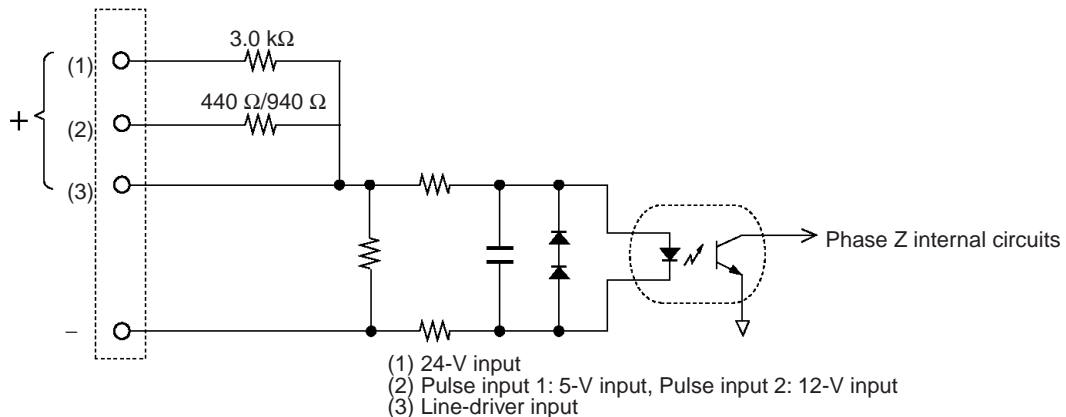 3.0 kΩ
(1)
440 Ω/940 Ω
+
(2)
(3)
Phase Z internal circuits
–
(1) 24-V input
(2) Pulse input 1: 5-V input, Pulse input 2: 12-V input
(3) Line-driver input